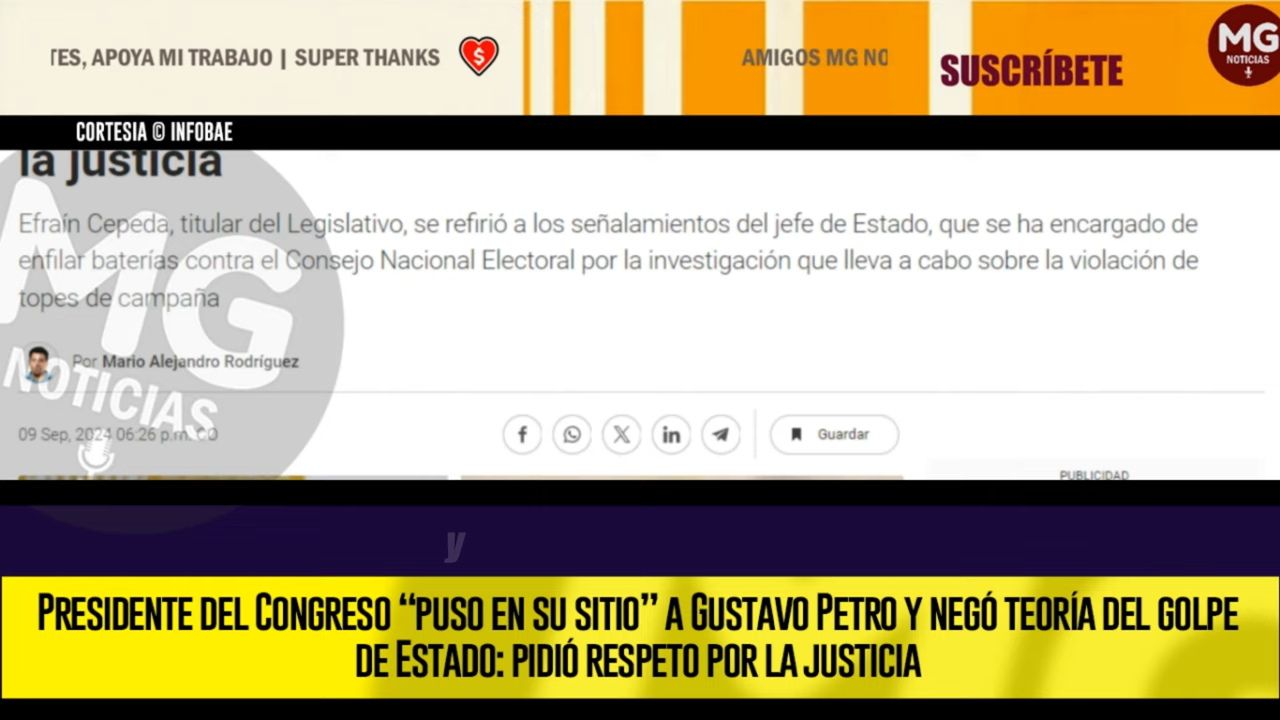 TES, APOYA MI TRABAJO | SUPER THANKS
AMIGOS MG NO
SUSCRÍBETE
MG
NOTICIAS
CORTESIA © INFOBAE
la justicia
Efraín Cepeda, titular del Legislativo, se refirió a los señalamientos del jefe de Estado, que se ha encargado de
enfilar baterías contra el Consejo Nacional Electoral por la investigación que lleva a cabo sobre la violación de
topes de campaña
MG
NOTICIAS
Por Mario Alejandro Rodríguez
09 Sep, 2024 06:26 p.m. CO
Guardar
PUBLICIDAD
y
PRESIDENTE DEL CONGRESO “PUSO EN SU SITIO” A GUSTAVO PETRO Y NEGÓ TEORÍA DEL GOLPE
DE ESTADO: PIDIÓ RESPETO POR LA JUSTICIA